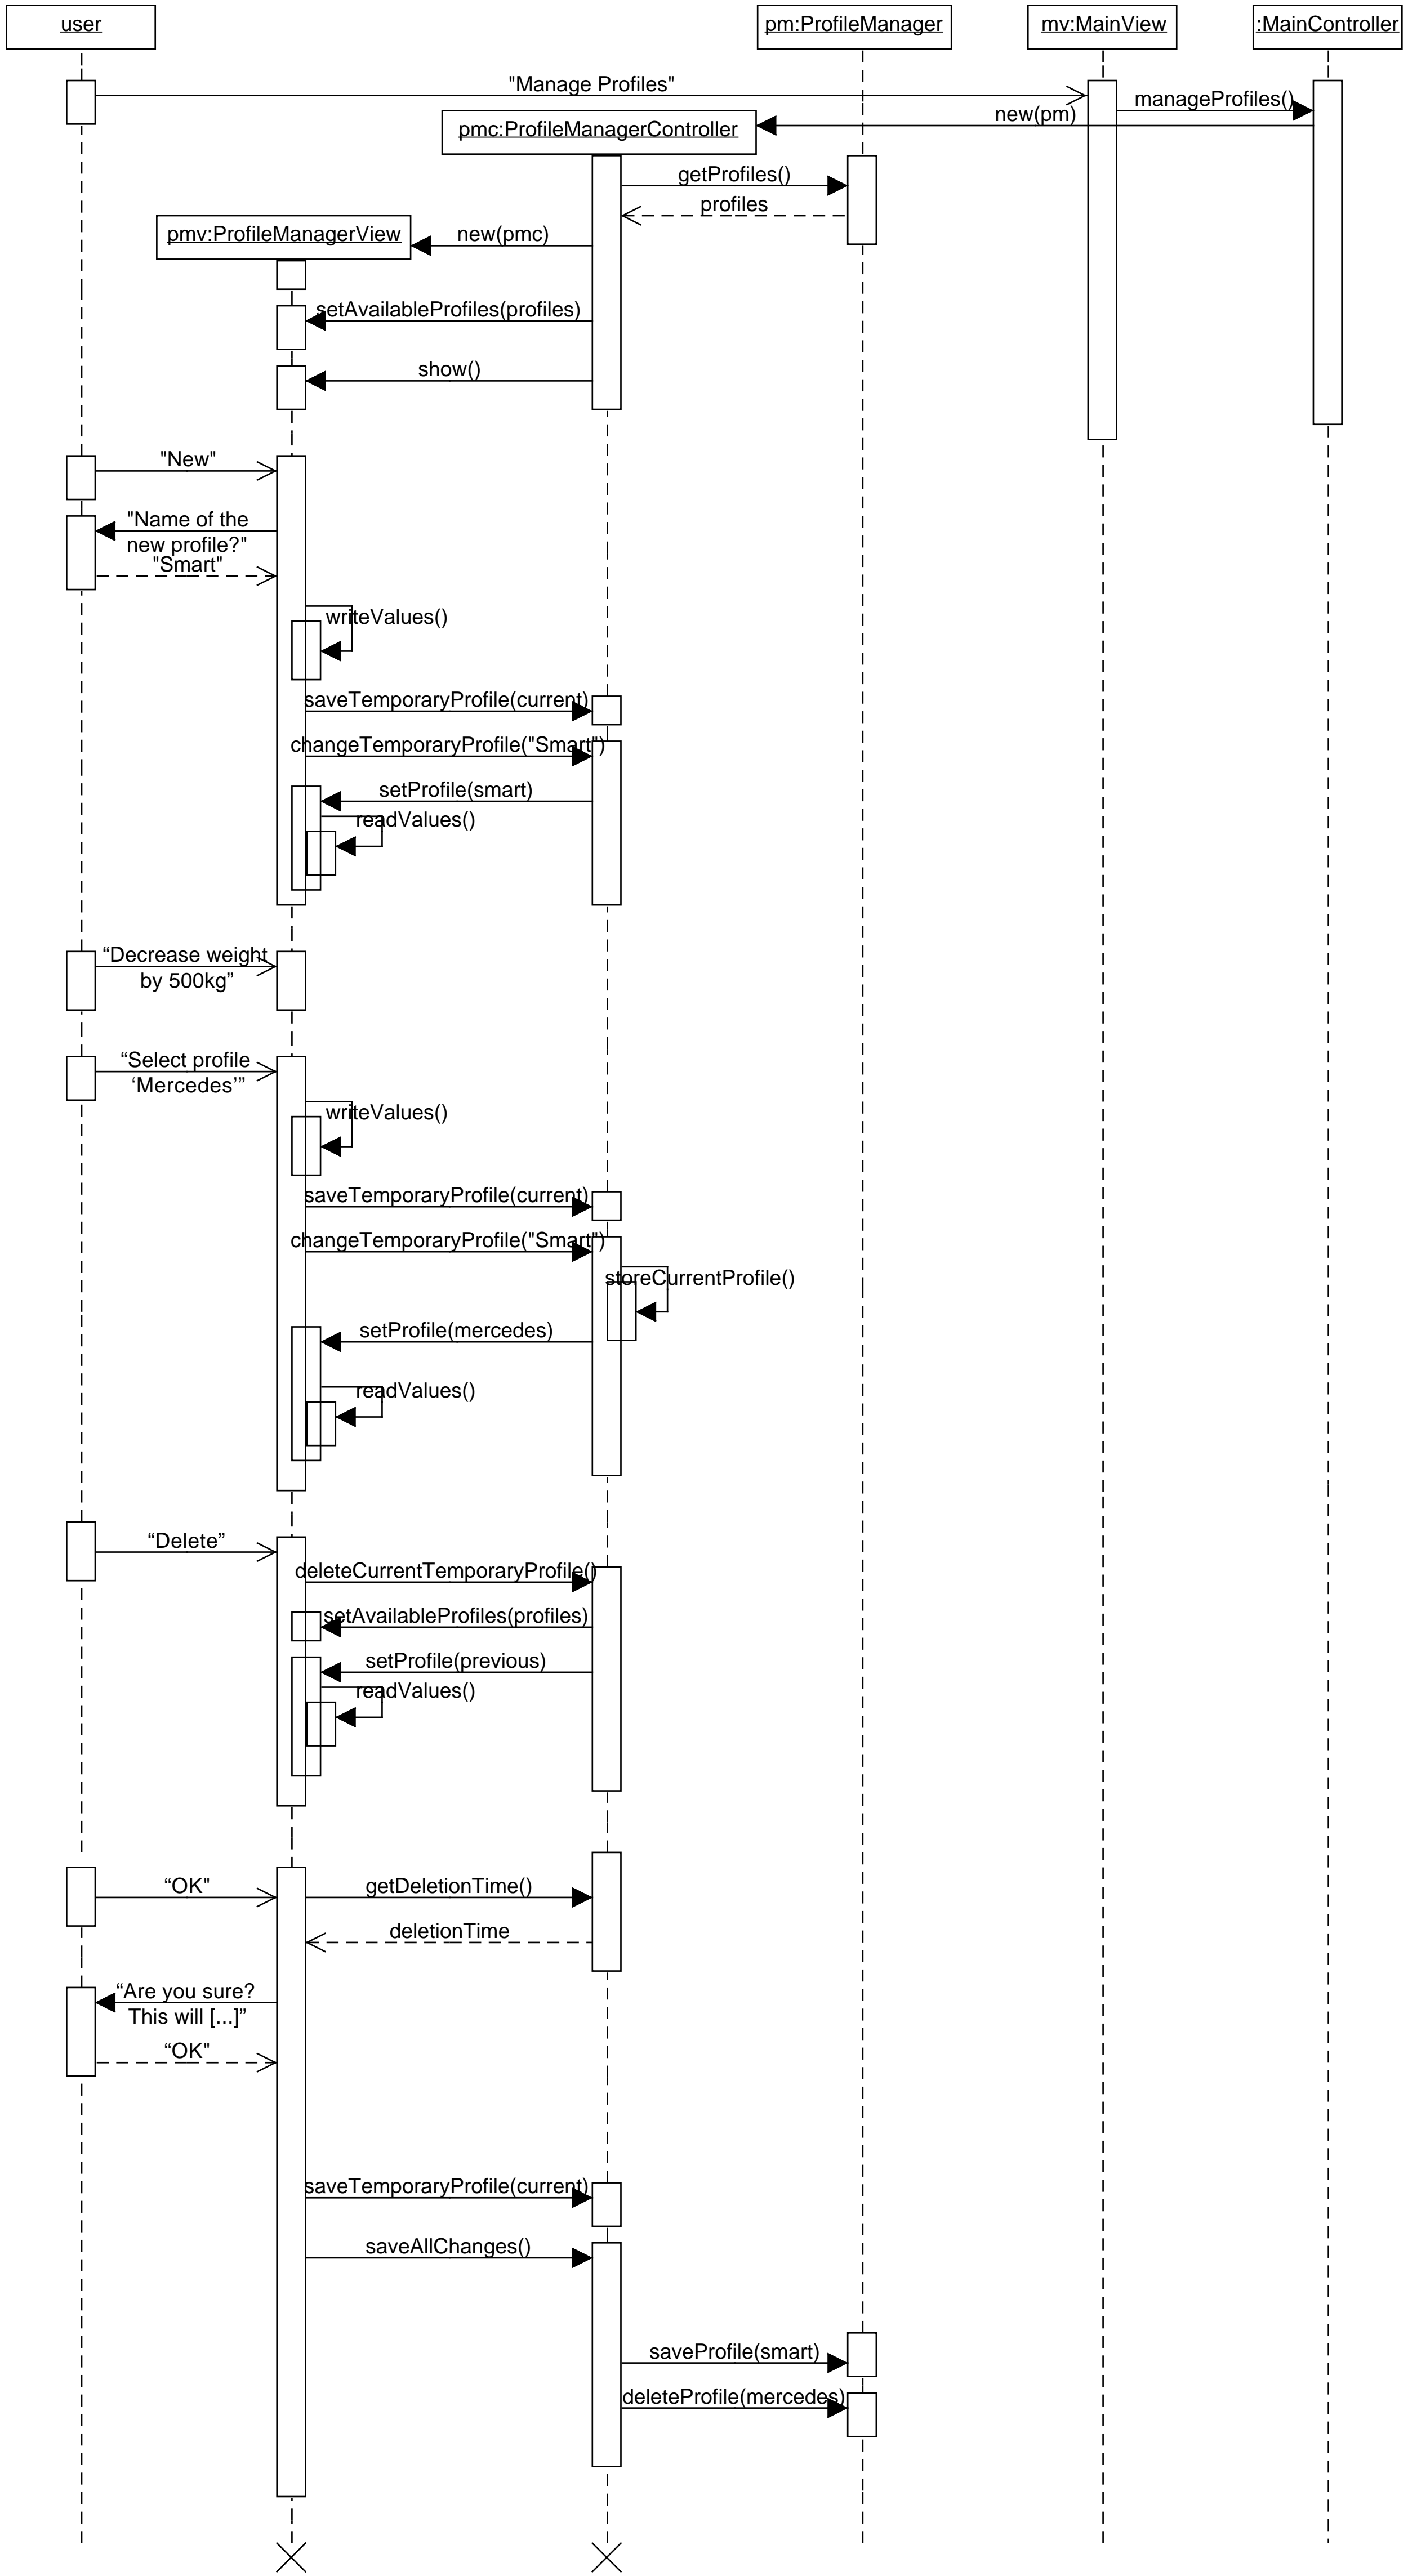 user
pm:ProfileManager
mv:MainView
:MainController
"Manage Profiles"
manageProfiles()
new(pm)
pmc:ProfileManagerController
getProfiles()
profiles
pmv:ProfileManagerView
new(pmc)
setAvailableProfiles(profiles)
show()
"New"
"Name of the
new profile?"
"Smart"
writeValues()
saveTemporaryProfile(current)
changeTemporaryProfile("Smart")
setProfile(smart)
readValues()
“Decrease weight
by 500kg”
“Select profile
‘Mercedes’”
writeValues()
saveTemporaryProfile(current)
changeTemporaryProfile("Smart")
storeCurrentProfile()
setProfile(mercedes)
readValues()
“Delete”
deleteCurrentTemporaryProfile()
setAvailableProfiles(profiles)
setProfile(previous)
readValues()
“OK"
getDeletionTime()
deletionTime
“Are you sure?
This will [...]”
“OK"
saveTemporaryProfile(current)
saveAllChanges()
saveProfile(smart)
deleteProfile(mercedes)